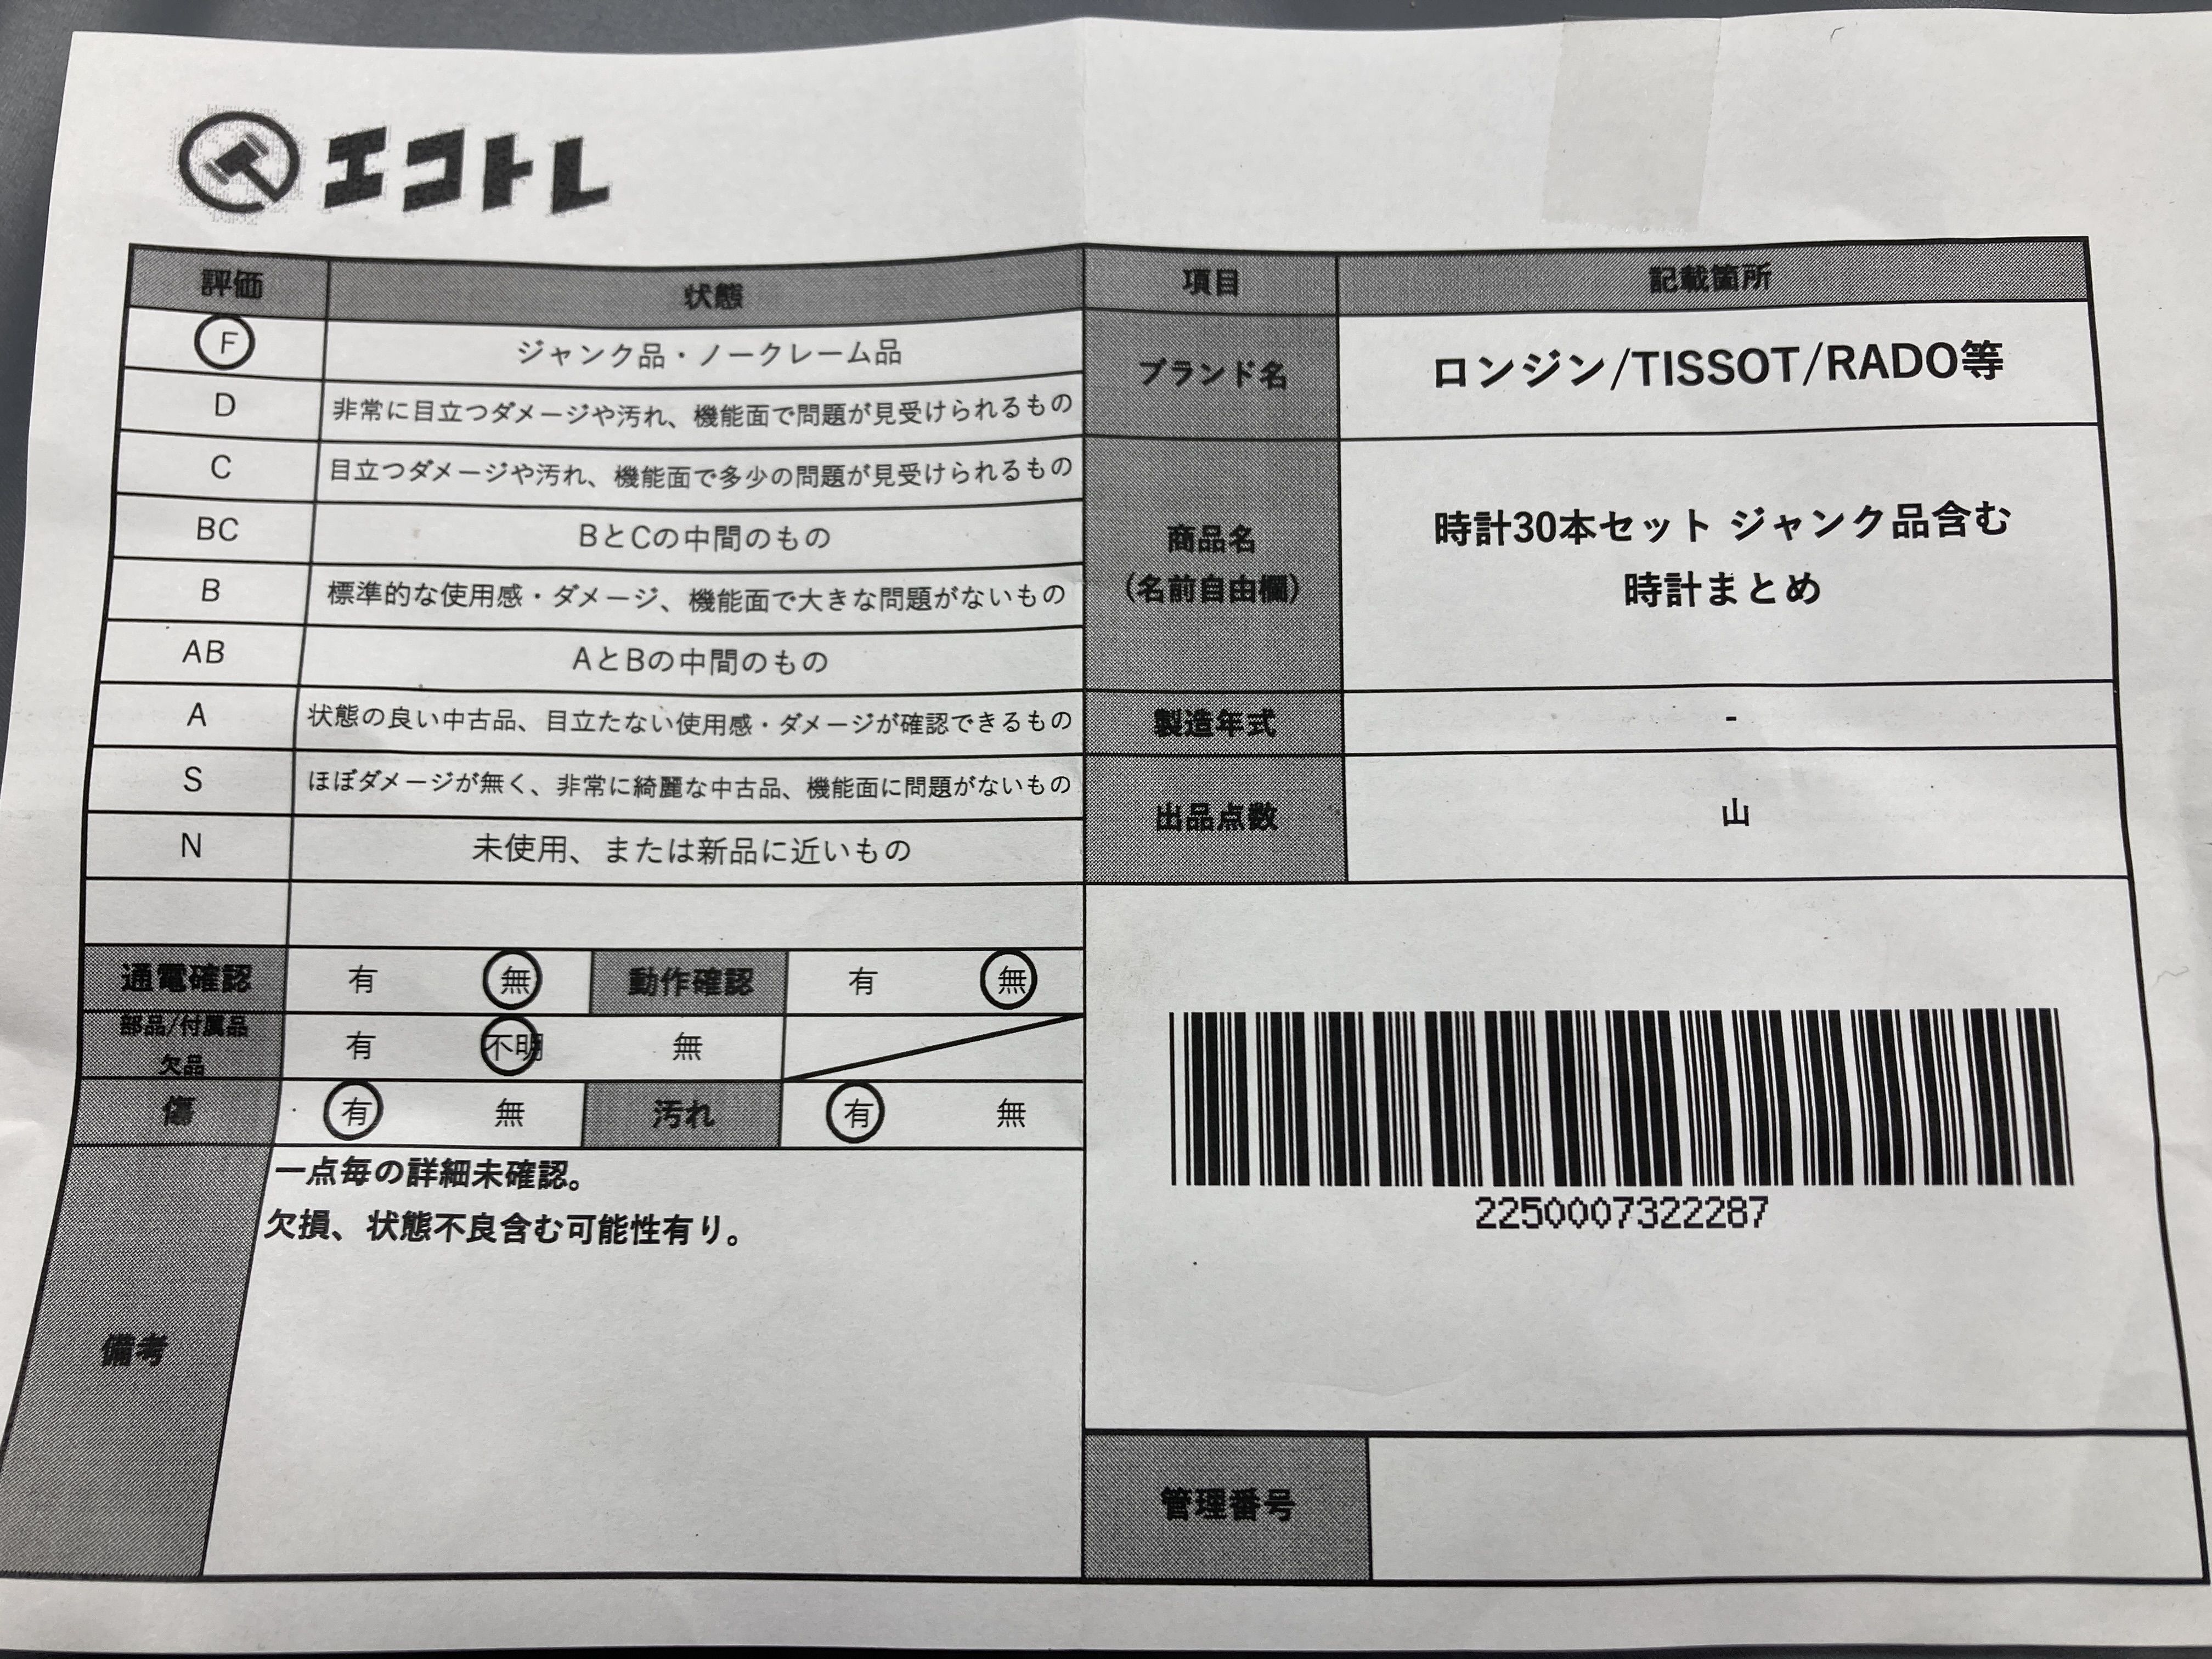 エコトレ
評価 状態
F ジャンク品・ノークレーム品
D 非常に目立つダメージや汚れ、機能面で問題が見受けられるもの
C 目立つダメージや汚れ、機能面で多少の問題が見受けられるもの
BC BとCの中間のもの
B 標準的な使用感・ダメージ、機能面で大きな問題がないもの
AB AとBの中間のもの
A 状態の良い中古品、目立たない使用感・ダメージが確認できるもの
S ほぼダメージが無く、非常に綺麗な中古品、機能面に問題がないもの
N 未使用、または新品に近いもの
通電確認 有 無 動作確認 有 無
部品/付属品
欠品
有 不明 無
傷 有 無 汚れ 有 無
備考
一点毎の詳細未確認。
欠損、状態不良含む可能性有り。
項目 記載箇所
ブランド名 ロンジン/TISSOT/RADO等
商品名
(名前自由欄)
時計30本セット ジャンク品含む
時計まとめ
製造年式 -
出品点数 山
2250007322287
管理番号